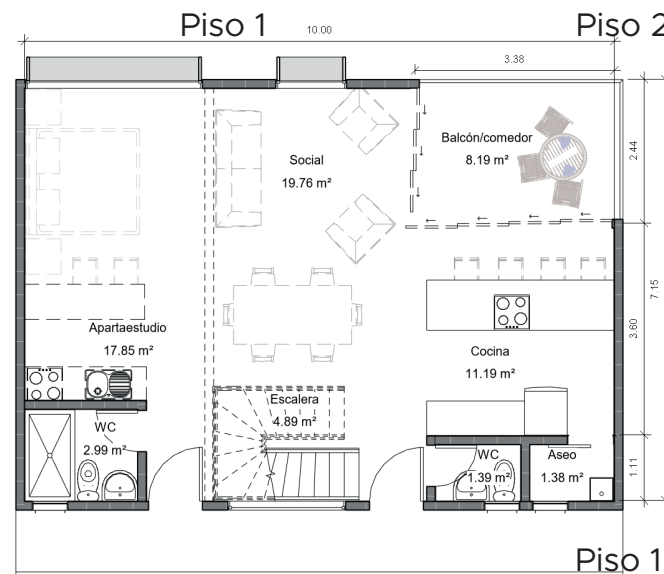 Piso 1
Piso 2
10.00
3.38
Balcón/comedor
8.19 m²
Social
19.76 m²
2.44
7.15
3.60
Apartaestudio
17.85 m²
Cocina
11.19 m²
Escalera
4.89 m²
WC
2.99 m²
WC
1.39 m²
Aseo
1.38 m²
1.11
Piso 1